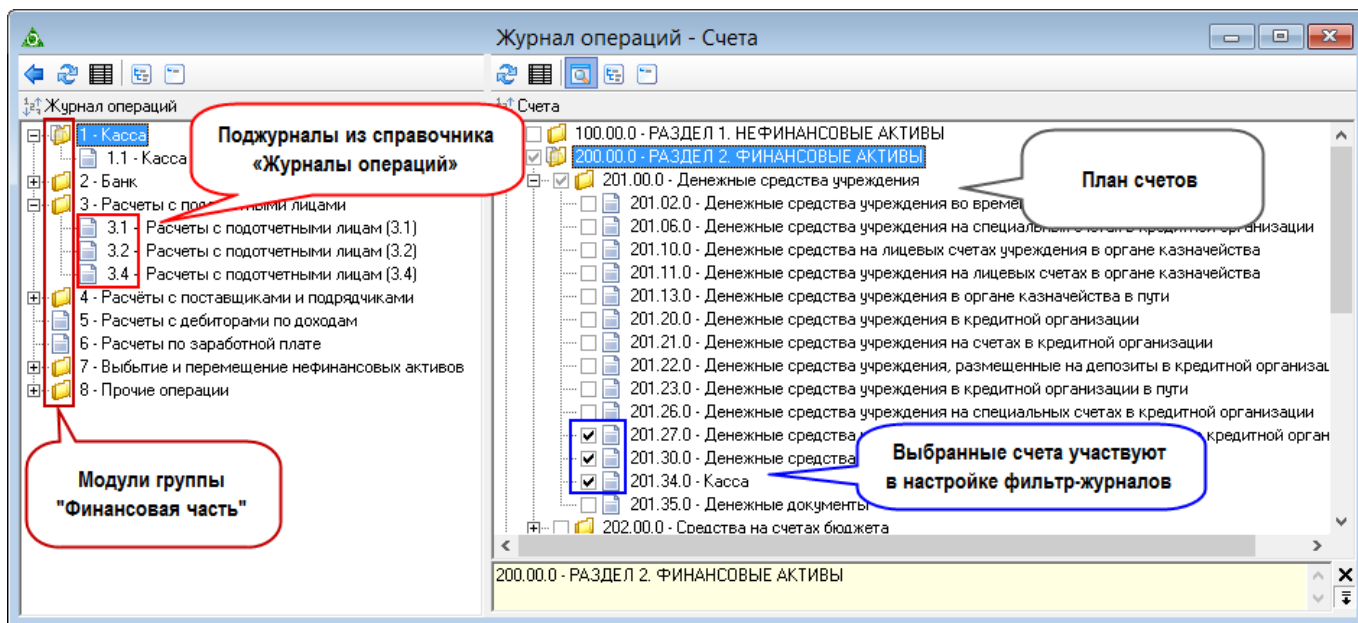 Журнал операций - Счета
Журнал операций
1 - Касса
1.1 - Касса
2 - Банк
3 - Расчеты с подотчетными лицами
3.1 - Расчеты с подотчетными лицам (3.1)
3.2 - Расчеты с подотчетными лицам (3.2)
3.4 - Расчеты с подотчетными лицам (3.4)
4 - Расчёты с поставщиками и подрядчиками
5 - Расчеты с дебиторами по доходам
6 - Расчеты по заработной плате
7 - Выбытие и перемещение нефинансовых активов
8 - Прочие операции
Поджурналы из справочника
«Журналы операций»
Модули группы
"Финансовая часть"
Счета
100.00.0 - РАЗДЕЛ 1. НЕФИНАНСОВЫЕ АКТИВЫ
200.00.0 - РАЗДЕЛ 2. ФИНАНСОВЫЕ АКТИВЫ
201.00.0 - Денежные средства учреждения
201.02.0 - Денежные средства учреждения во време
201.06.0 - Денежные средства учреждения на специальных счетах в кредитной организации
201.10.0 - Денежные средства на лицевых счетах учреждения в органе казначейства
201.11.0 - Денежные средства учреждения на лицевых счетах в органе казначейства
201.13.0 - Денежные средства учреждения в органе казначейства в пути
201.20.0 - Денежные средства учреждения в кредитной организации
201.21.0 - Денежные средства учреждения на счетах в кредитной организации
201.22.0 - Денежные средства учреждения, размещенные на депозиты в кредитной организац
201.23.0 - Денежные средства учреждения в кредитной организации в пути
201.26.0 - Денежные средства учреждения на специальных счетах в кредитной организации
201.27.0 - Денежные средства кредитной орган
201.30.0 - Денежные средства
201.34.0 - Касса
201.35.0 - Денежные документы
202.00.0 - Средства на счетах бюджета
План счетов
Выбранные счета участвуют
в настройке фильтр-журналов
200.00.0 - РАЗДЕЛ 2. ФИНАНСОВЫЕ АКТИВЫ